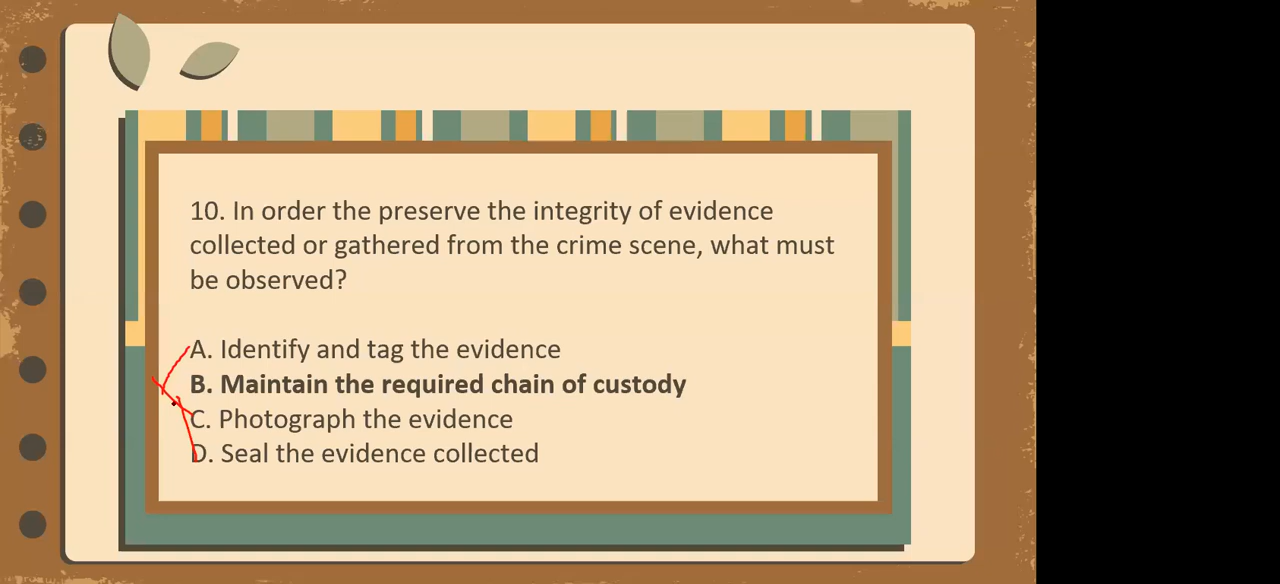 10. In order the preserve the integrity of evidence
collected or gathered from the crime scene, what must
be observed?
A. Identify and tag the evidence
B. Maintain the required chain of custody
C. Photograph the evidence
D. Seal the evidence collected